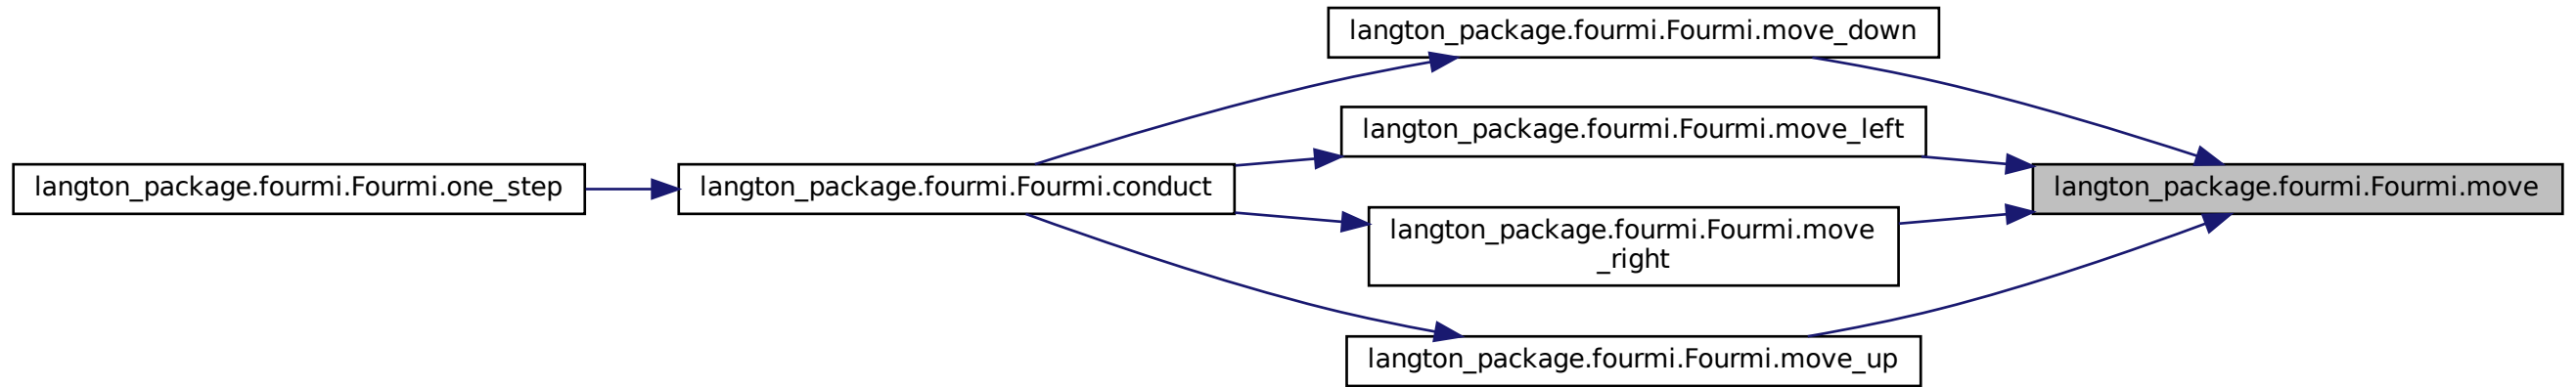 langton_package.fourmi.Fourmi.move_down
langton_package.fourmi.Fourmi.move_left
langton_package.fourmi.Fourmi.one_step
langton_package.fourmi.Fourmi.conduct
langton_package.fourmi.Fourmi.move
langton_package.fourmi.Fourmi.move
_right
langton_package.fourmi.Fourmi.move_up